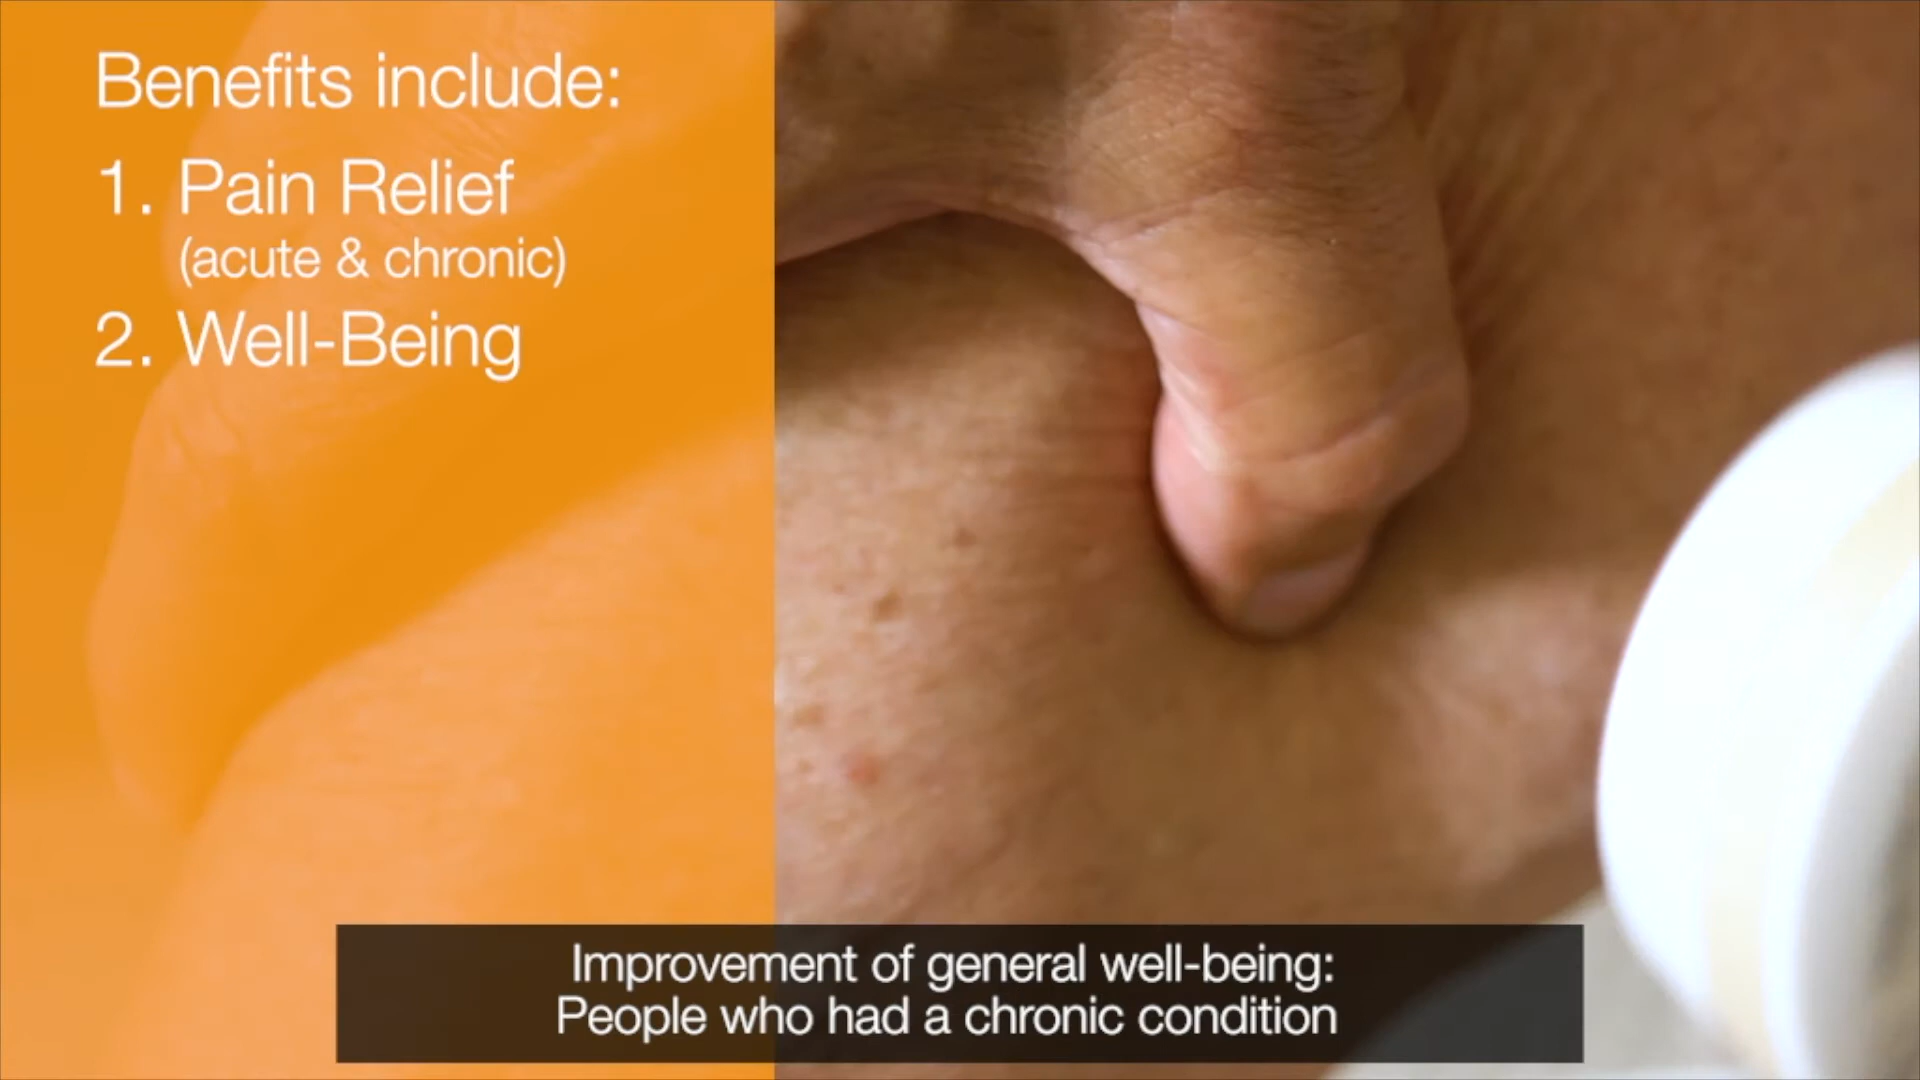 Benefits include:
1. Pain Relief
(acute & chronic)
2. Well-Being
Improvement of general well-being:
People who had a chronic condition